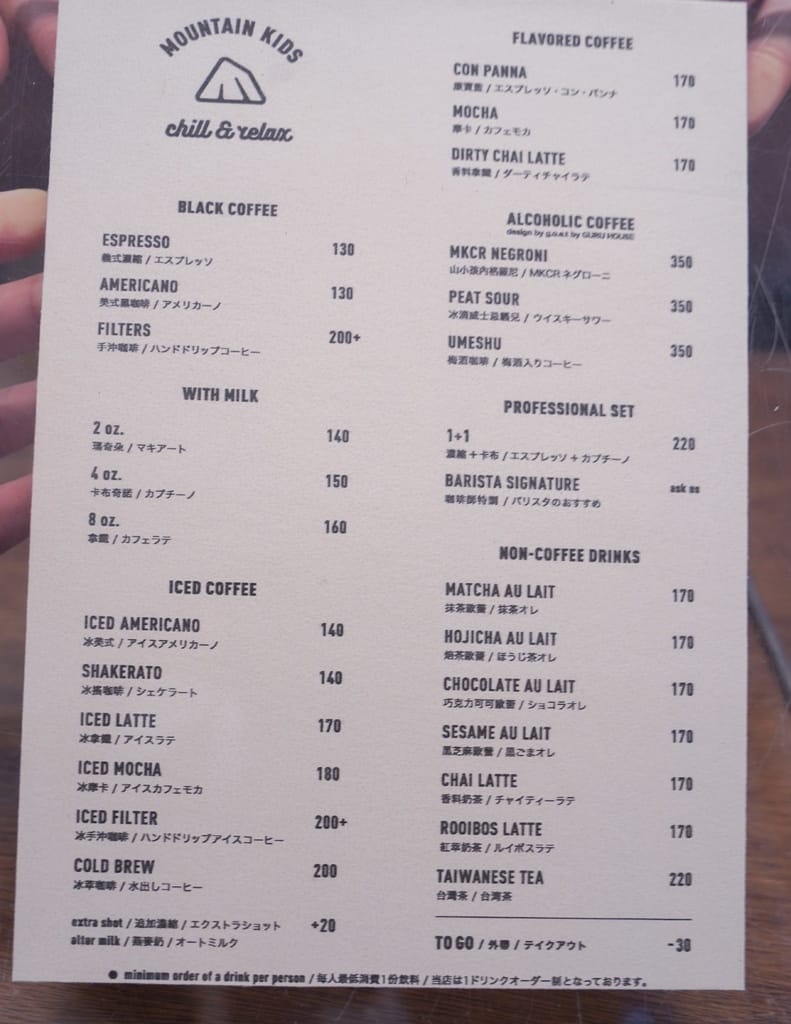 MOUNTAIN KIDS
chill & relax
BLACK COFFEE
ESPRESSO 130
義式濃縮 / エスプレッソ
AMERICANO 130
美式黑咖啡 / アメリカーノ
FILTERS 200+
手沖咖啡 / ハンドドリップコーヒー
WITH MILK
2 oz. 140
瑪奇朵 / マキアート
4 oz. 150
卡布奇諾 / カプチーノ
8 oz. 160
拿鐵 / カフェラテ
ICED COFFEE
ICED AMERICANO 140
冰美式 / アイスアメリカーノ
SHAKERATO 140
冰搖咖啡 / シェケラート
ICED LATTE 170
冰拿鐵 / アイスラテ
ICED MOCHA 180
冰摩卡 / アイスカフェモカ
ICED FILTER 200+
冰手沖咖啡 / ハンドドリップアイスコーヒー
COLD BREW 200
冰萃咖啡 / 水出しコーヒー
extra shot / 追加濃縮 / エクストラショット +20
alter milk / 燕麥奶 / オートミルク
FLAVORED COFFEE
CON PANNA 170
康寶藍 / エスプレッソ・コン・パンナ
MOCHA 170
摩卡 / カフェモカ
DIRTY CHAI LATTE 170
香料拿鐵 / ダーティチャイラテ
ALCOHOLIC COFFEE
design by g.u.e.t by GURU HOUSE
MKCR NEGRONI 350
山小孩內格羅尼 / MKCR ネグローニ
PEAT SOUR 350
冰滴威士忌霸克 / ウイスキーサワー
UMESHU 350
梅酒咖啡 / 梅酒入りコーヒー
PROFESSIONAL SET
1+1 220
濃縮+卡布 / エスプレッソ+カプチーノ
BARISTA SIGNATURE ask us
咖啡師特調 / バリスタのおすすめ
NON-COFFEE DRINKS
MATCHA AU LAIT 170
抹茶歐蕾 / 抹茶オレ
HOJICHA AU LAIT 170
焙茶歐蕾 / ほうじ茶オレ
CHOCOLATE AU LAIT 170
巧克力可可歐蕾 / ショコラオレ
SESAME AU LAIT 170
黑芝麻歐蕾 / 黒ごまオレ
CHAI LATTE 170
香料奶茶 / チャイティーラテ
ROOIBOS LATTE 170
紅萃奶茶 / ルイボスラテ
TAIWANESE TEA 220
台灣茶 / 台湾茶
TO GO / 外帶 / テイクアウト -30
● minimum order of a drink per person / 每人最低消費1份飲料 / 当店は1ドリンクオーダー制となっております。